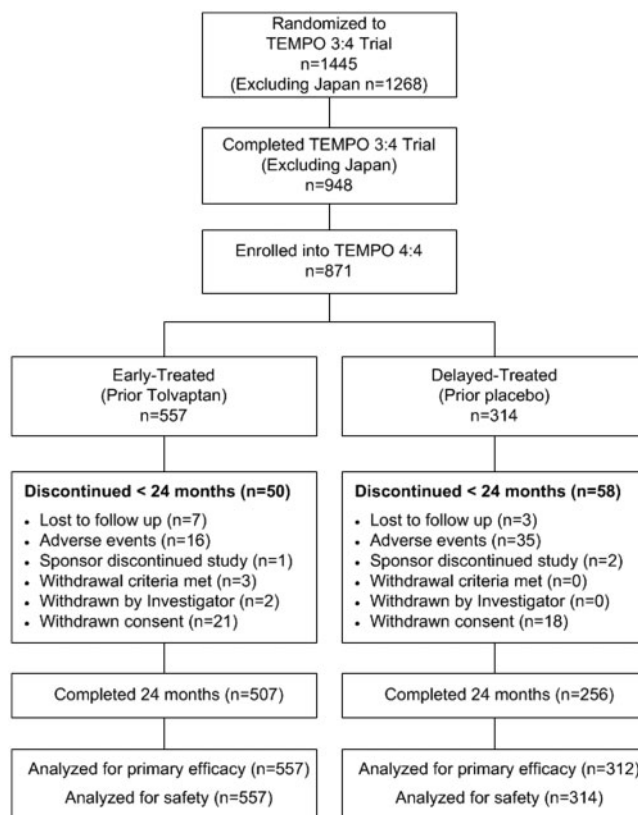 Randomized to
TEMPO 3:4 Trial
n=1445
(Excluding Japan n=1268)
Completed TEMPO 3:4 Trial
(Excluding Japan)
n=948
Enrolled into TEMPO 4:4
n=871
Early-Treated
(Prior Tolvaptan)
n=557
Delayed-Treated
(Prior placebo)
n=314
Discontinued < 24 months (n=50)
• Lost to follow up (n=7)
• Adverse events (n=16)
• Sponsor discontinued study (n=1)
• Withdrawal criteria met (n=3)
• Withdrawn by Investigator (n=2)
• Withdrawn consent (n=21)
Discontinued < 24 months (n=58)
• Lost to follow up (n=3)
• Adverse events (n=35)
• Sponsor discontinued study (n=2)
• Withdrawal criteria met (n=0)
• Withdrawn by Investigator (n=0)
• Withdrawn consent (n=18)
Completed 24 months (n=507)
Completed 24 months (n=256)
Analyzed for primary efficacy (n=557)
Analyzed for safety (n=557)
Analyzed for primary efficacy (n=312)
Analyzed for safety (n=314)